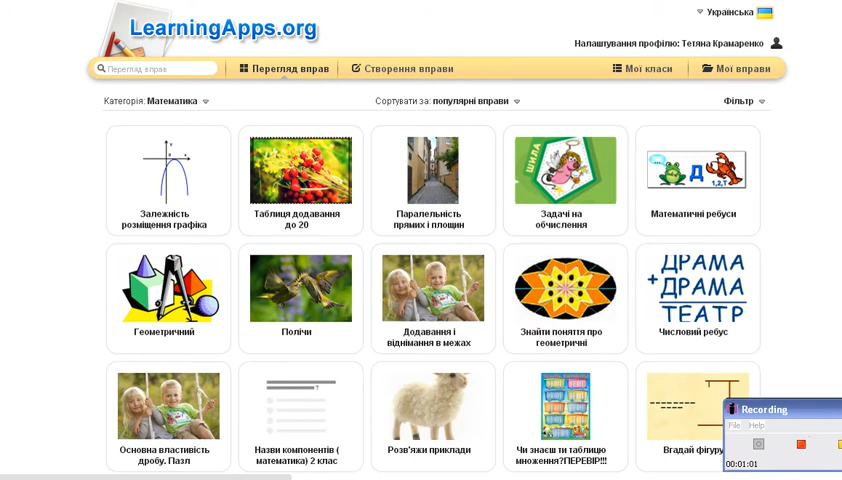 Українська
LearningApps.org
Налаштування профілю: Тетяна Крамаренко
Перегляд вправ
Перегляд вправ
Створення вправи
Мої класи
Мої вправи
Категорія: Математика
Сортувати за: популярні вправи
Фільтр
Залежність
розміщення графіка
Таблиця додавання
до 20
Паралельність
прямих і площин
ШИЛА
Задачі на
обчислення
Д
1,2,Т
Математичні ребуси
Геометричний
Полічи
Додавання і
віднімання в межах
Знайти поняття про
геометричні
ДРАМА
+ДРАМА
ТЕАТР
Числовий ребус
Основна властивість
дробу. Пазл
Назви компонентів (
математика) 2 клас
Розв'яжи приклади
Чи знаєш ти таблицю
множення?ПЕРЕВІР!!!
Вгадай фігуру
Recording
File Help
00:01:01